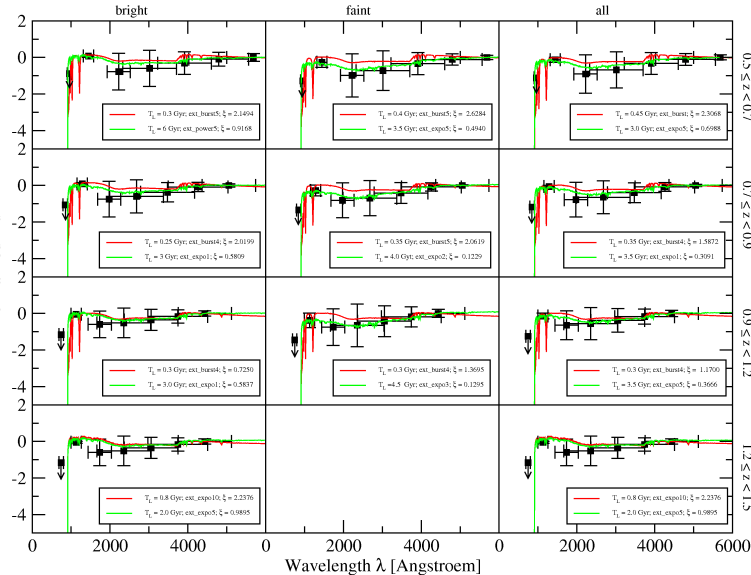 bright faint all
2
0
-2
-4
T_L = 0.3 Gyr; ext_burst5; ξ = 2.1494
T_L = 6 Gyr; ext_power5; ξ = 0.9168
T_L = 0.4 Gyr; ext_burst5; ξ = 2.6284
T_L = 3.5 Gyr; ext_expo5; ξ = 0.4940
T_L = 0.45 Gyr; ext_burst; ξ = 2.3068
T_L = 3.0 Gyr; ext_expo5; ξ = 0.6988
0.5 ≤ z < 0.7
2
0
-2
-4
T_L = 0.25 Gyr; ext_burst4; ξ = 2.0199
T_L = 3 Gyr; ext_expo1; ξ = 0.5809
T_L = 0.35 Gyr; ext_burst5; ξ = 2.0619
T_L = 4.0 Gyr; ext_expo2; ξ = 0.1229
T_L = 0.35 Gyr; ext_burst4; ξ = 1.5872
T_L = 3.5 Gyr; ext_expo1; ξ = 0.3091
0.7 ≤ z < 0.9
2
0
-2
-4
T_L = 0.3 Gyr; ext_burst4; ξ = 0.7250
T_L = 3.0 Gyr; ext_expo1; ξ = 0.5837
T_L = 0.3 Gyr; ext_burst4; ξ = 1.3695
T_L =4.5 Gyr; ext_expo3; ξ = 0.1295
T_L = 0.3 Gyr; ext_burst4; ξ = 1.1700
T_L = 3.5 Gyr; ext_expo5; ξ = 0.3666
0.9 ≤ z < 1.2
2
0
-2
-4
T_L = 0.8 Gyr; ext_expo10; ξ = 2.2376
T_L = 2.0 Gyr; ext_expo5; ξ = 0.9895
T_L = 0.8 Gyr; ext_expo10; ξ = 2.2376
T_L = 2.0 Gyr; ext_expo5; ξ = 0.9895
1.2 ≤ z < 1.5
0 2000 4000 0 2000 4000 0 2000 4000 6000
Wavelength λ [Angstroem]